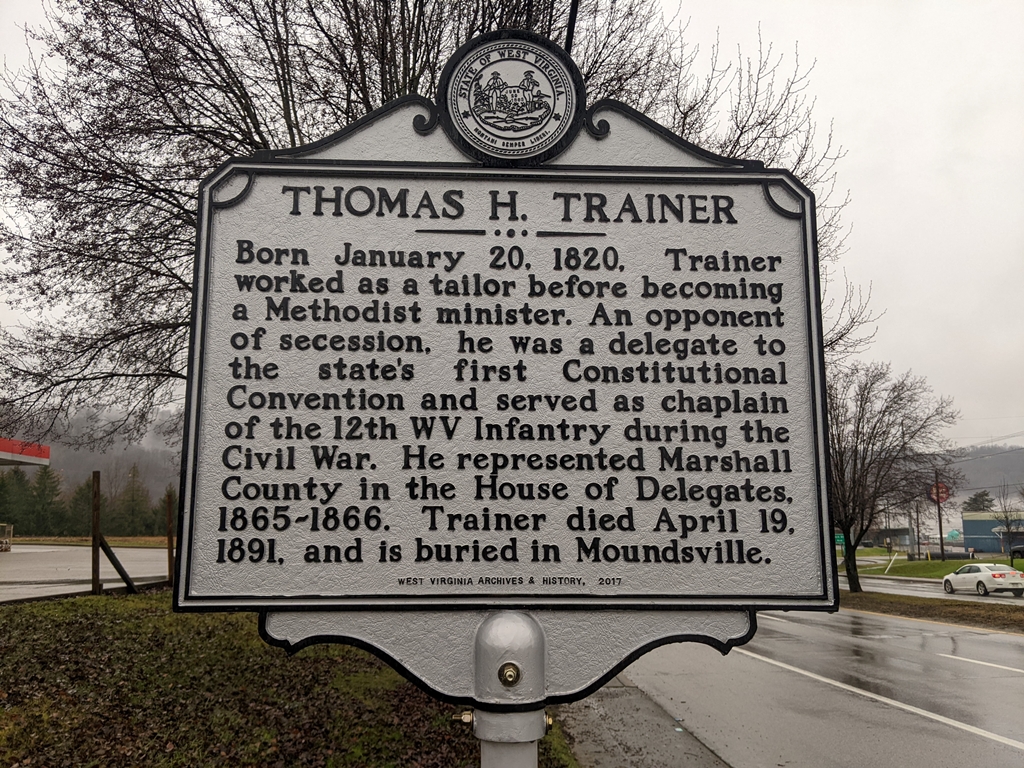 STATE OF WEST VIRGINIA
MONTANI SEMPER LIBERI
THOMAS H. TRAINER
Born January 20, 1820, Trainer
worked as a tailor before becoming
a Methodist minister. An opponent
of secession, he was a delegate to
the state's first Constitutional
Convention and served as chaplain
of the 12th WV Infantry during the
Civil War. He represented Marshall
County in the House of Delegates,
1865-1866. Trainer died April 19,
1891, and is buried in Moundsville.
WEST VIRGINIA ARCHIVES & HISTORY, 2017